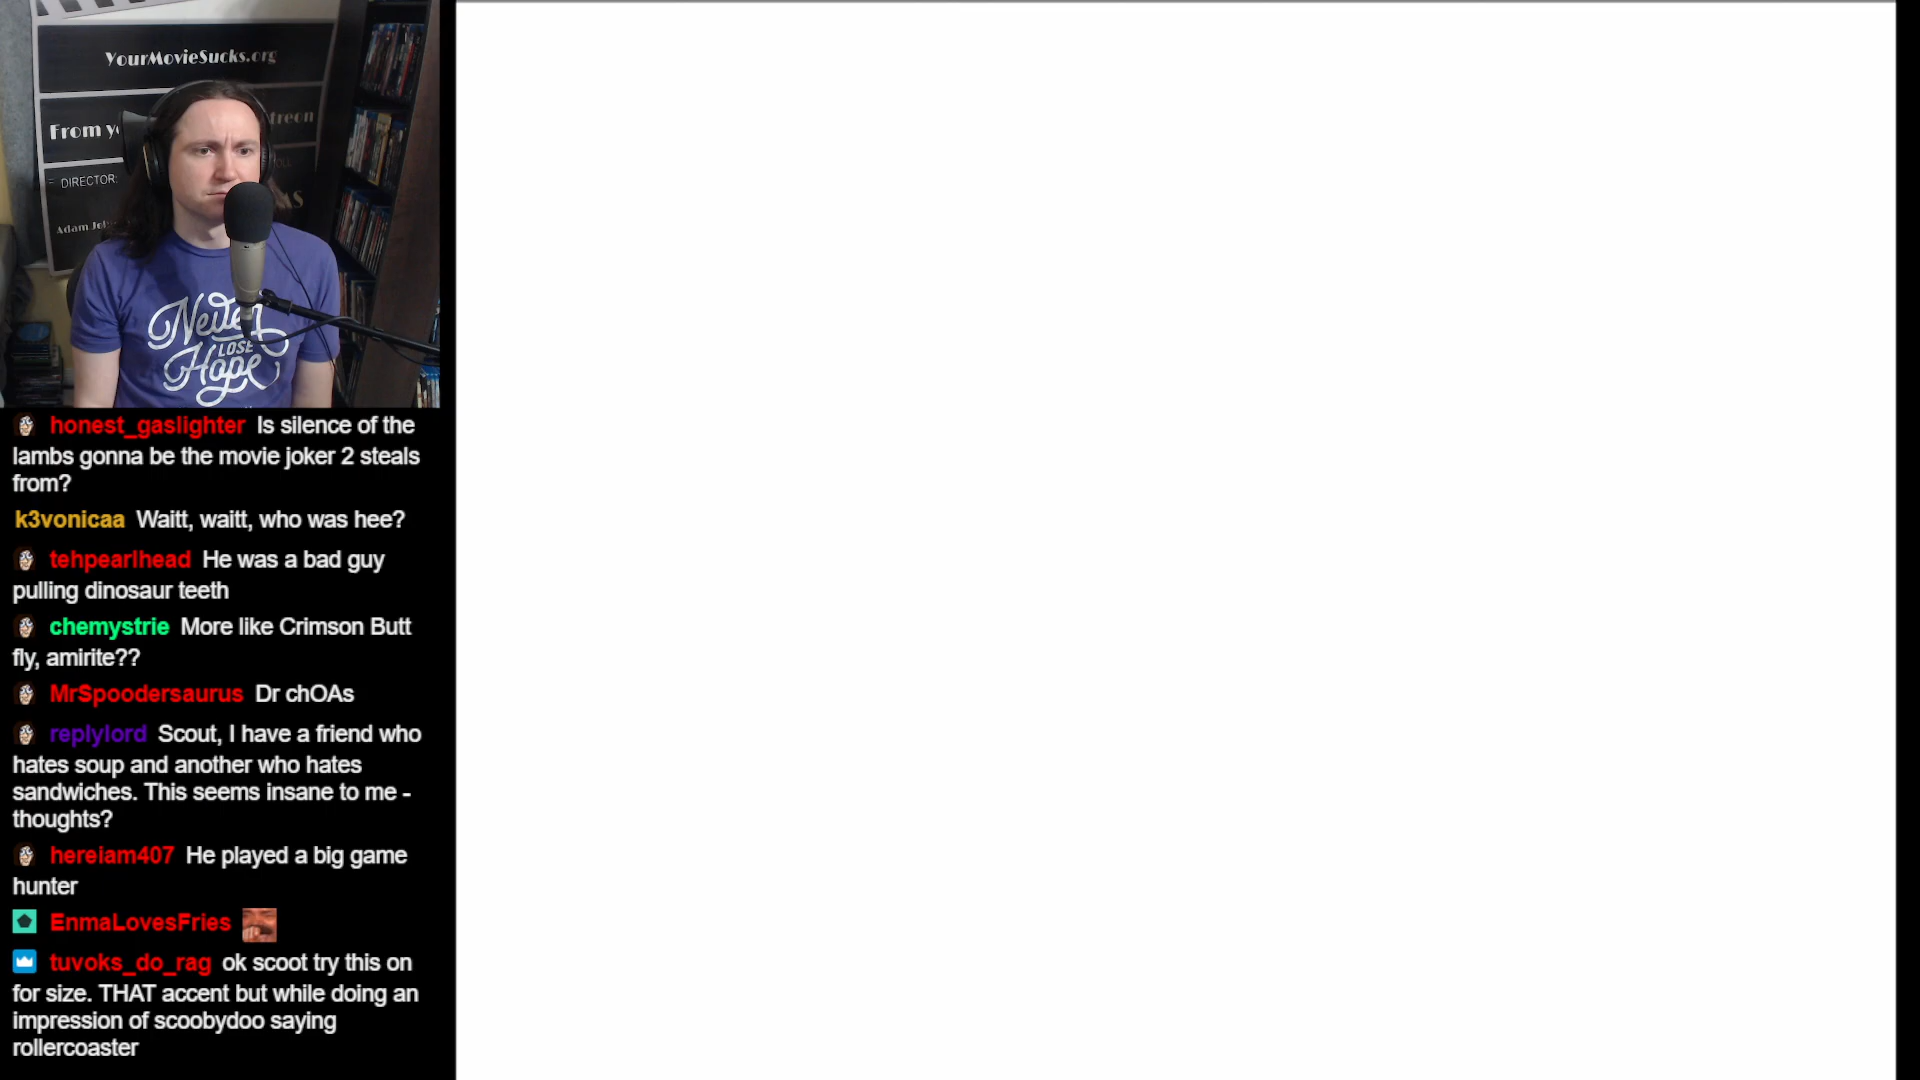 YourMovieSucks.org
From yo
treon
DIRECTOR:
Adam Joh
Never
LOSE
Hope
honest_gaslighter Is silence of the
lambs gonna be the movie joker 2 steals
from?
k3vonicaa Waitt, waitt, who was hee?
tehpearlhead He was a bad guy
pulling dinosaur teeth
chemystrie More like Crimson Butt
fly, amirite??
MrSpoodersaurus Dr chOAs
replylord Scout, I have a friend who
hates soup and another who hates
sandwiches. This seems insane to me -
thoughts?
hereiam407 He played a big game
hunter
EnmaLovesFries
tuvoks_do_rag ok scoot try this on
for size. THAT accent but while doing an
impression of scoobydoo saying
rollercoaster